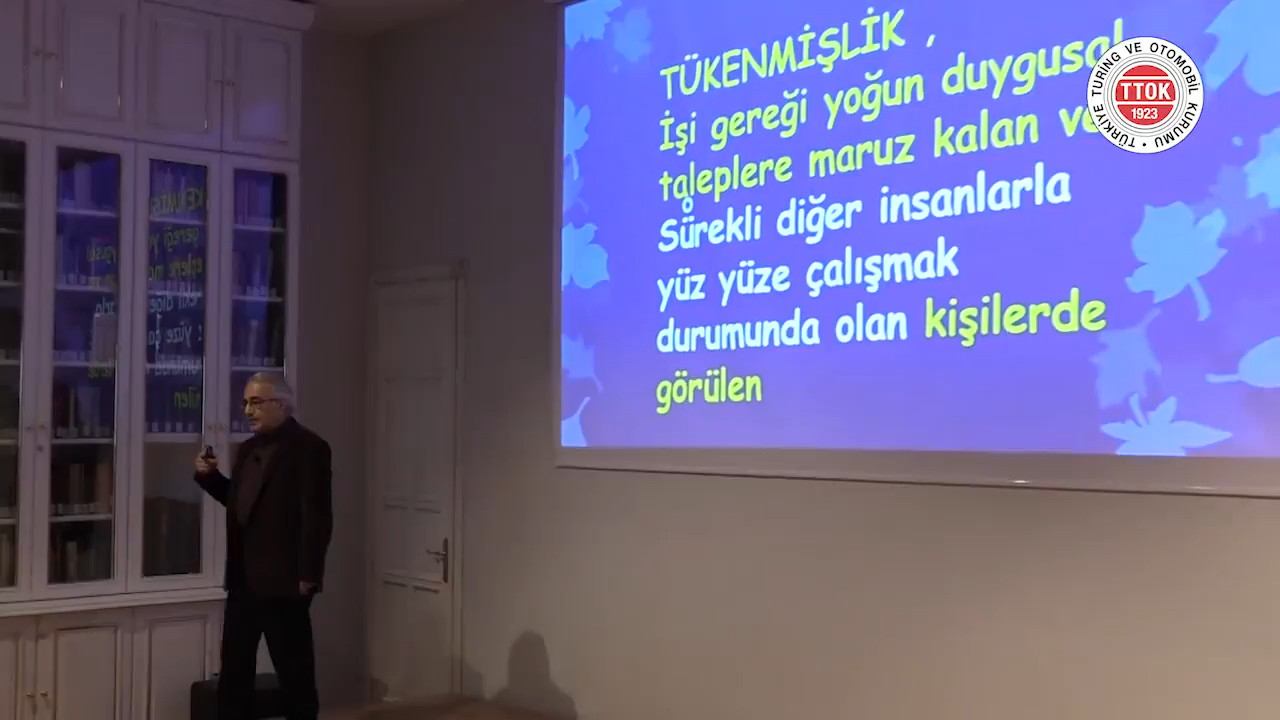 TÜKENMİŞLİK ,
İşi gereği yoğun duygusal
taleplere maruz kalan ve
Sürekli diğer insanlarla
yüz yüze çalışmak
durumunda olan kişilerde
görülen
TÜRKİYE TURİNG VE OTOMOBİL KURUMU
TTOK
1923